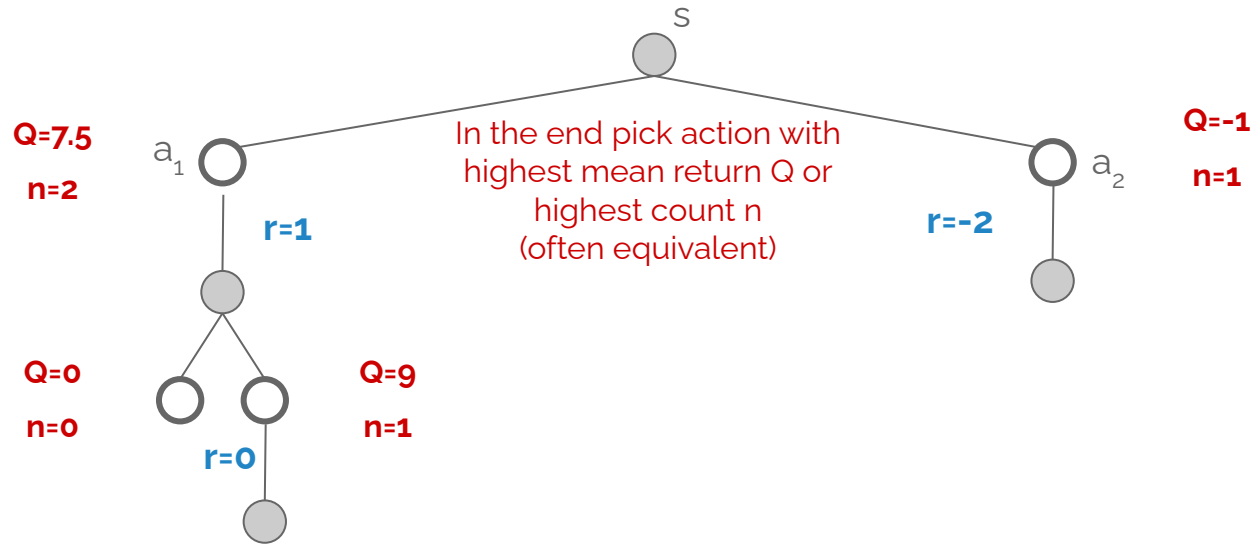 s
Q=7.5
n=2
a1
In the end pick action with
highest mean return Q or
highest count n
(often equivalent)
Q=-1
n=1
a2
r=1
r=-2
Q=0
n=0
Q=9
n=1
r=0